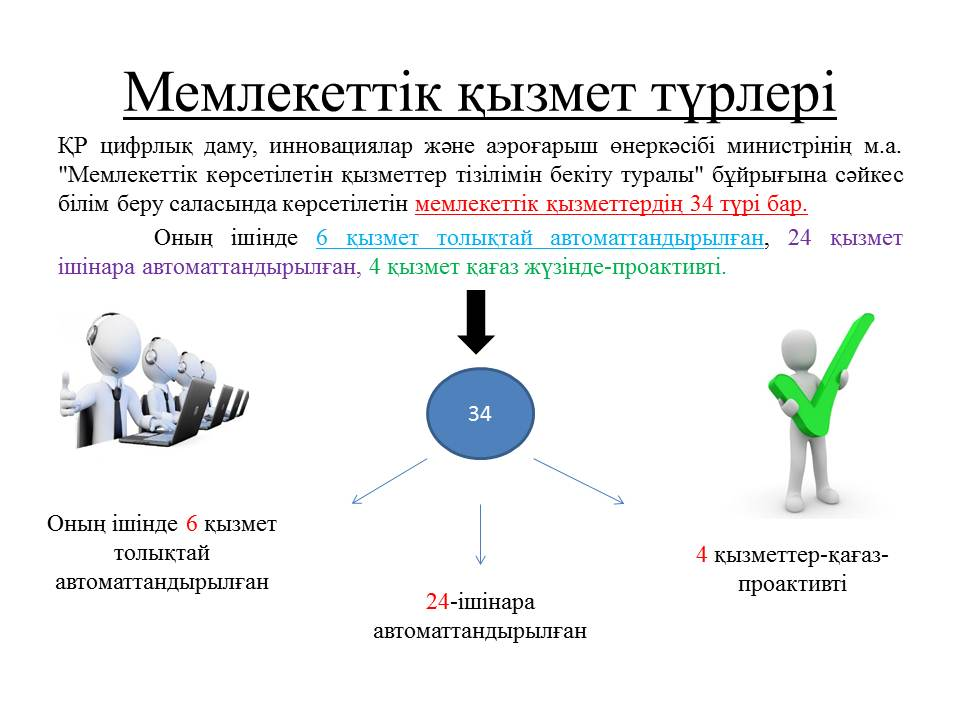 Мемлекеттік қызмет түрлері
ҚР цифрлық даму, инновациялар және аэроғарыш өнеркәсібі министрінің м.а.
"Мемлекеттік көрсетілетін қызметтер тізілімін бекіту туралы" бұйрығына сәйкес
білім беру саласында көрсетілетін мемлекеттік қызметтердің 34 түрі бар.
Оның ішінде 6 қызмет толықтай автоматтандырылған, 24 қызмет
ішінара автоматтандырылған, 4 қызмет қағаз жүзінде-проактивті.
34
Оның ішінде 6 қызмет
толықтай
автоматтандырылған
24-ішінара
автоматтандырылған
4 қызметтер-қағаз-
проактивті